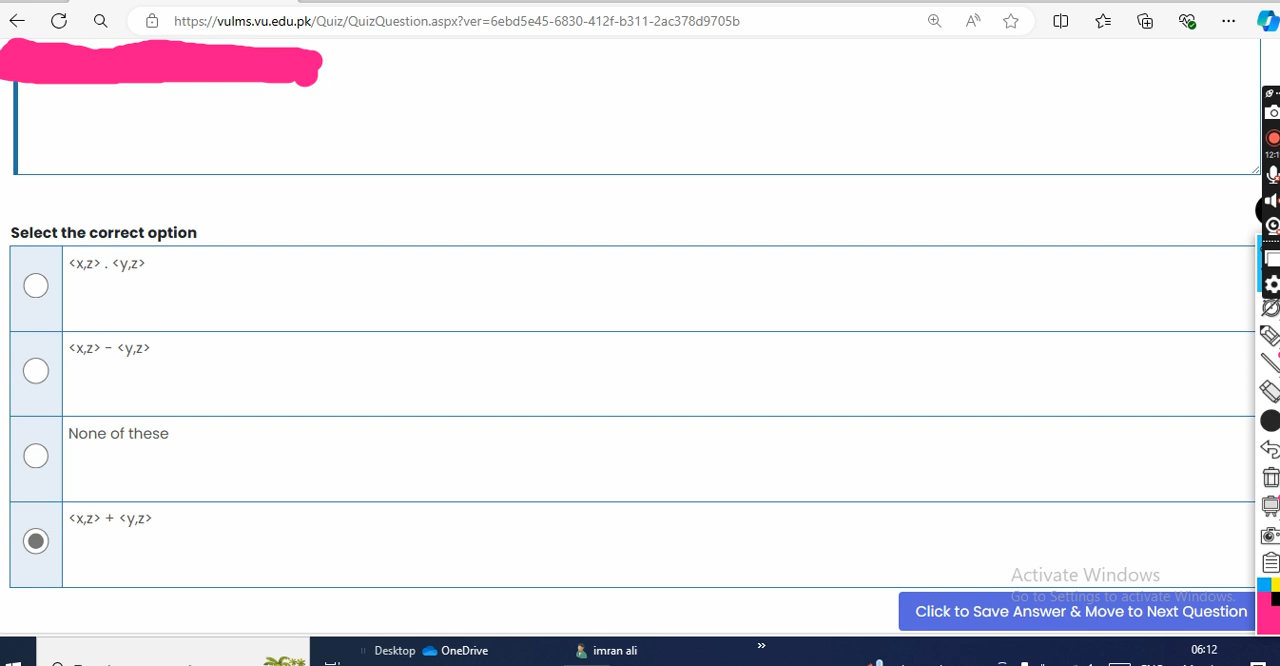 https://vulms.vu.edu.pk/Quiz/QuizQuestion.aspx?ver=6ebd5e45-6830-412f-b311-2ac378d9705b
Select the correct option
<x,z> . <y,z>
<x,z> - <y,z>
None of these
<x,z> + <y,z>
Activate Windows
Go to Settings to activate Windows.
Click to Save Answer & Move to Next Question
Desktop OneDrive imran ali » 06:12